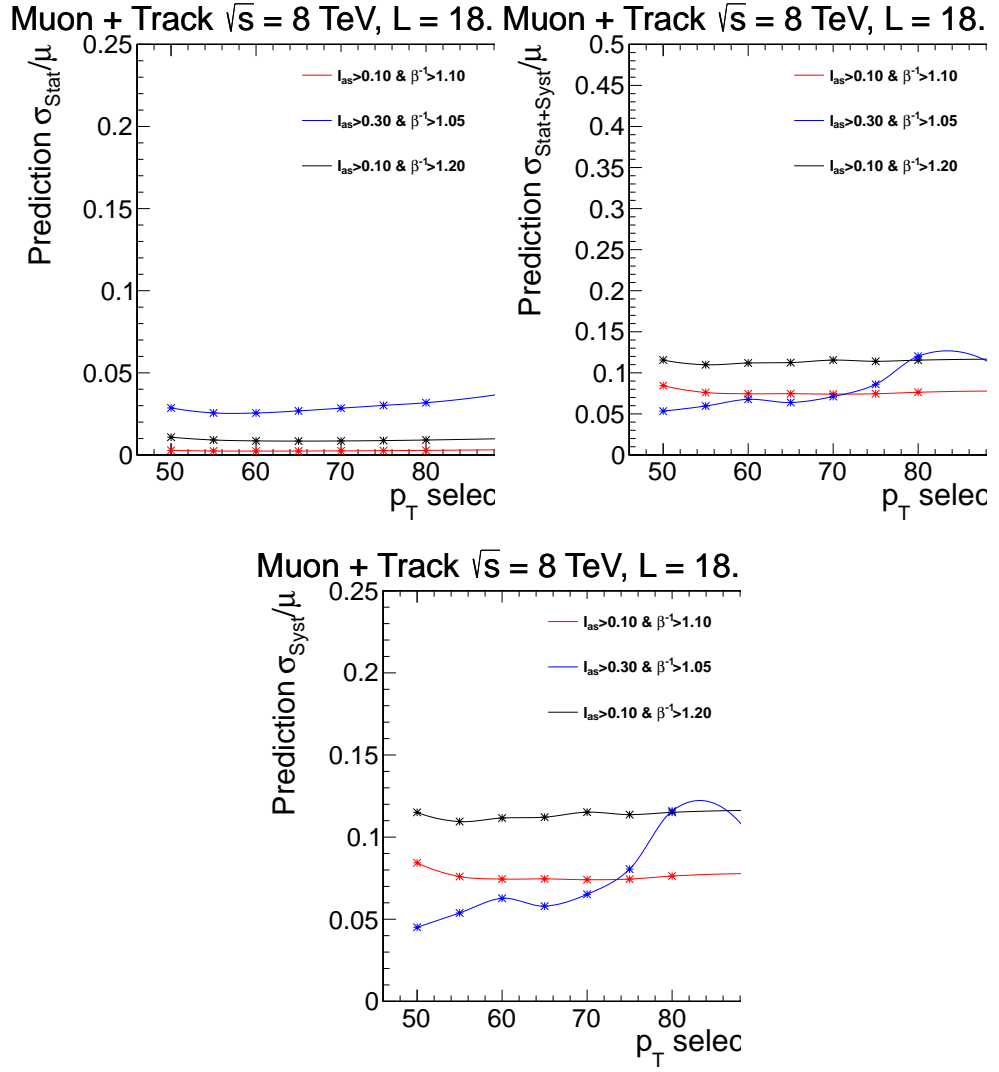 Muon + Track √s = 8 TeV, L = 18.
Prediction σStat/μ
0.25
0.2
0.15
0.1
0.05
0
Ias>0.10 & β-1>1.10
Ias>0.30 & β-1>1.05
Ias>0.10 & β-1>1.20
50 60 70 80
pT selec
Muon + Track √s = 8 TeV, L = 18.
Prediction σStat+Syst/μ
0.5
0.45
0.4
0.35
0.3
0.25
0.2
0.15
0.1
0.05
0
Ias>0.10 & β-1>1.10
Ias>0.30 & β-1>1.05
Ias>0.10 & β-1>1.20
50 60 70 80
pT selec
Muon + Track √s = 8 TeV, L = 18.
Prediction σSyst/μ
0.25
0.2
0.15
0.1
0.05
0
Ias>0.10 & β-1>1.10
Ias>0.30 & β-1>1.05
Ias>0.10 & β-1>1.20
50 60 70 80
pT selec